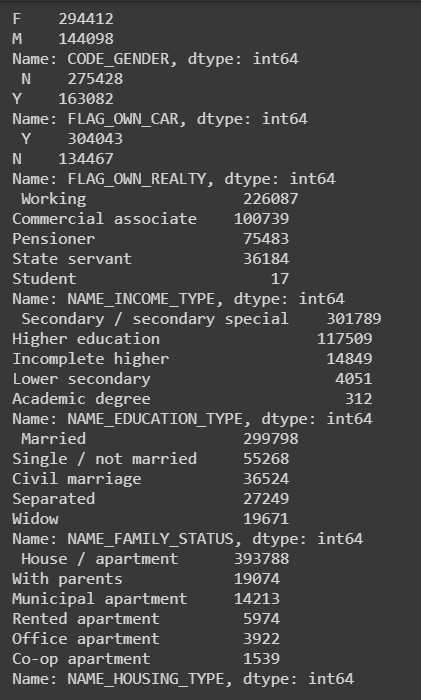 F    294412
M    144098
Name: CODE_GENDER, dtype: int64
 N    275428
Y    163082
Name: FLAG_OWN_CAR, dtype: int64
 Y    304043
N    134467
Name: FLAG_OWN_REALTY, dtype: int64
 Working                 226087
Commercial associate    100739
Pensioner                75483
State servant            36184
Student                     17
Name: NAME_INCOME_TYPE, dtype: int64
 Secondary / secondary special    301789
Higher education                 117509
Incomplete higher                 14849
Lower secondary                    4051
Academic degree                     312
Name: NAME_EDUCATION_TYPE, dtype: int64
 Married                 299798
Single / not married     55268
Civil marriage           36524
Separated                27249
Widow                    19671
Name: NAME_FAMILY_STATUS, dtype: int64
 House / apartment      393788
With parents            19074
Municipal apartment     14213
Rented apartment         5974
Office apartment         3922
Co-op apartment          1539
Name: NAME_HOUSING_TYPE, dtype: int64